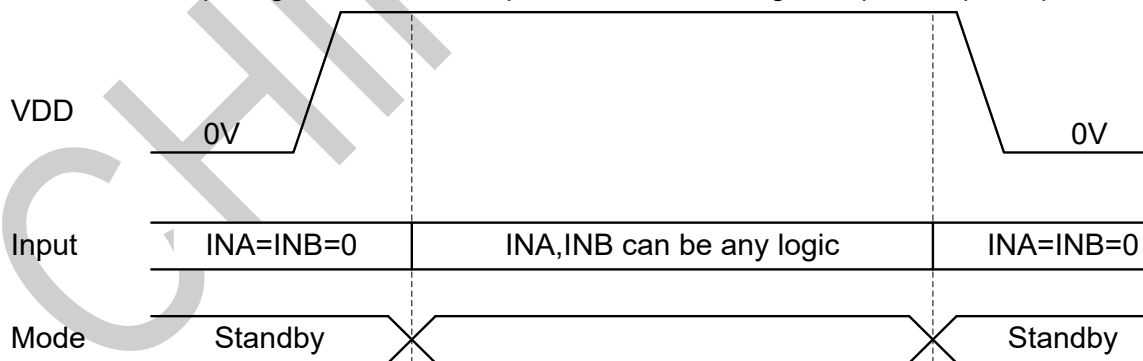 VDD
0V
0V
Input
INA=INB=0
INA,INB can be any logic
INA=INB=0
Mode
Standby
Standby